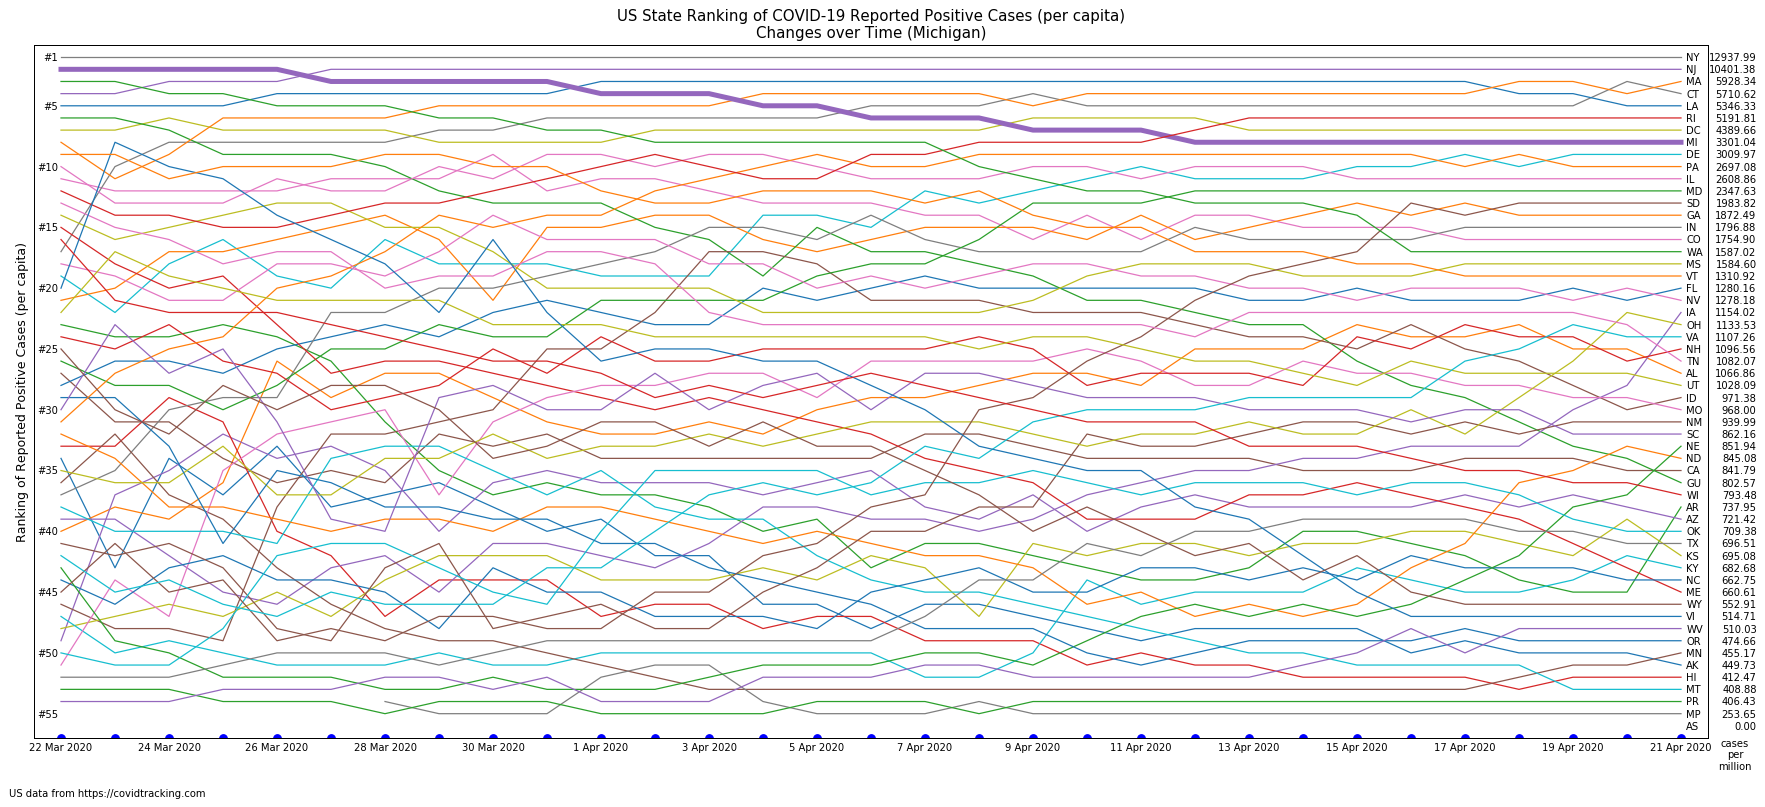 US State Ranking of COVID-19 Reported Positive Cases (per capita)
Changes over Time (Michigan)
Ranking of Reported Positive Cases (per capita)
#1
#5
#10
#15
#20
#25
#30
#35
#40
#45
#50
#55
NY 12937.99
NJ 10401.38
MA 5928.34
CT 5710.62
LA 5346.33
RI 5191.81
DC 4389.66
MI 3301.04
DE 3009.97
PA 2697.08
IL 2608.86
MD 2347.63
SD 1983.82
GA 1872.49
IN 1796.88
CO 1754.90
WA 1587.02
MS 1584.60
VT 1310.92
FL 1280.16
NV 1278.18
IA 1154.02
OH 1133.53
VA 1107.26
NH 1096.56
TN 1082.07
AL 1066.86
UT 1028.09
ID 971.38
MO 968.00
NM 939.99
SC 862.16
NE 851.94
ND 845.08
CA 841.79
GU 802.57
WI 793.48
AR 737.95
AZ 721.42
OK 709.38
TX 696.51
KS 695.08
KY 682.68
NC 662.75
ME 660.61
WY 552.91
VI 514.71
WV 510.03
OR 474.66
MN 455.17
AK 449.73
HI 412.47
MT 408.88
PR 406.43
MP 253.65
AS 0.00
22 Mar 2020 24 Mar 2020 26 Mar 2020 28 Mar 2020 30 Mar 2020 1 Apr 2020 3 Apr 2020 5 Apr 2020 7 Apr 2020 9 Apr 2020 11 Apr 2020 13 Apr 2020 15 Apr 2020 17 Apr 2020 19 Apr 2020 21 Apr 2020
cases
per
million
US data from https://covidtracking.com